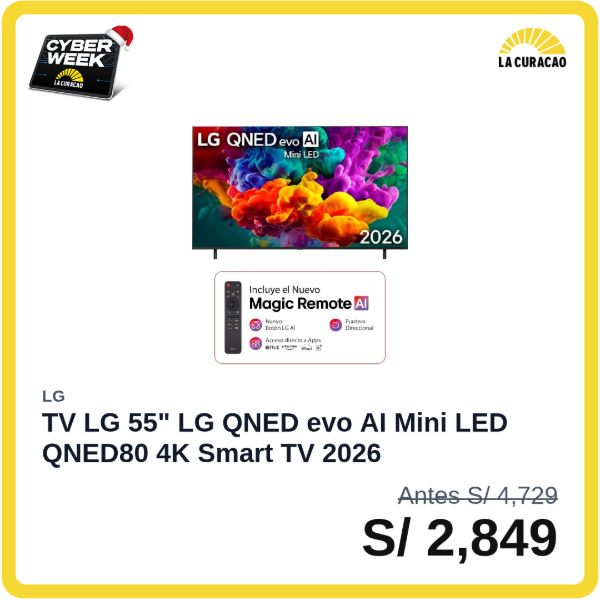 CYBER
WEEK
LA CURACAO
LA CURACAO
LG QNED evo AI
Mini LED
2026
Incluye el Nuevo
Magic Remote AI
Nuevo
Botón LG AI
Puntero
Direccional
Acceso directo a Apps
LG
TV LG 55" LG QNED evo AI Mini LED
QNED80 4K Smart TV 2026
Antes S/ 4,729
S/ 2,849